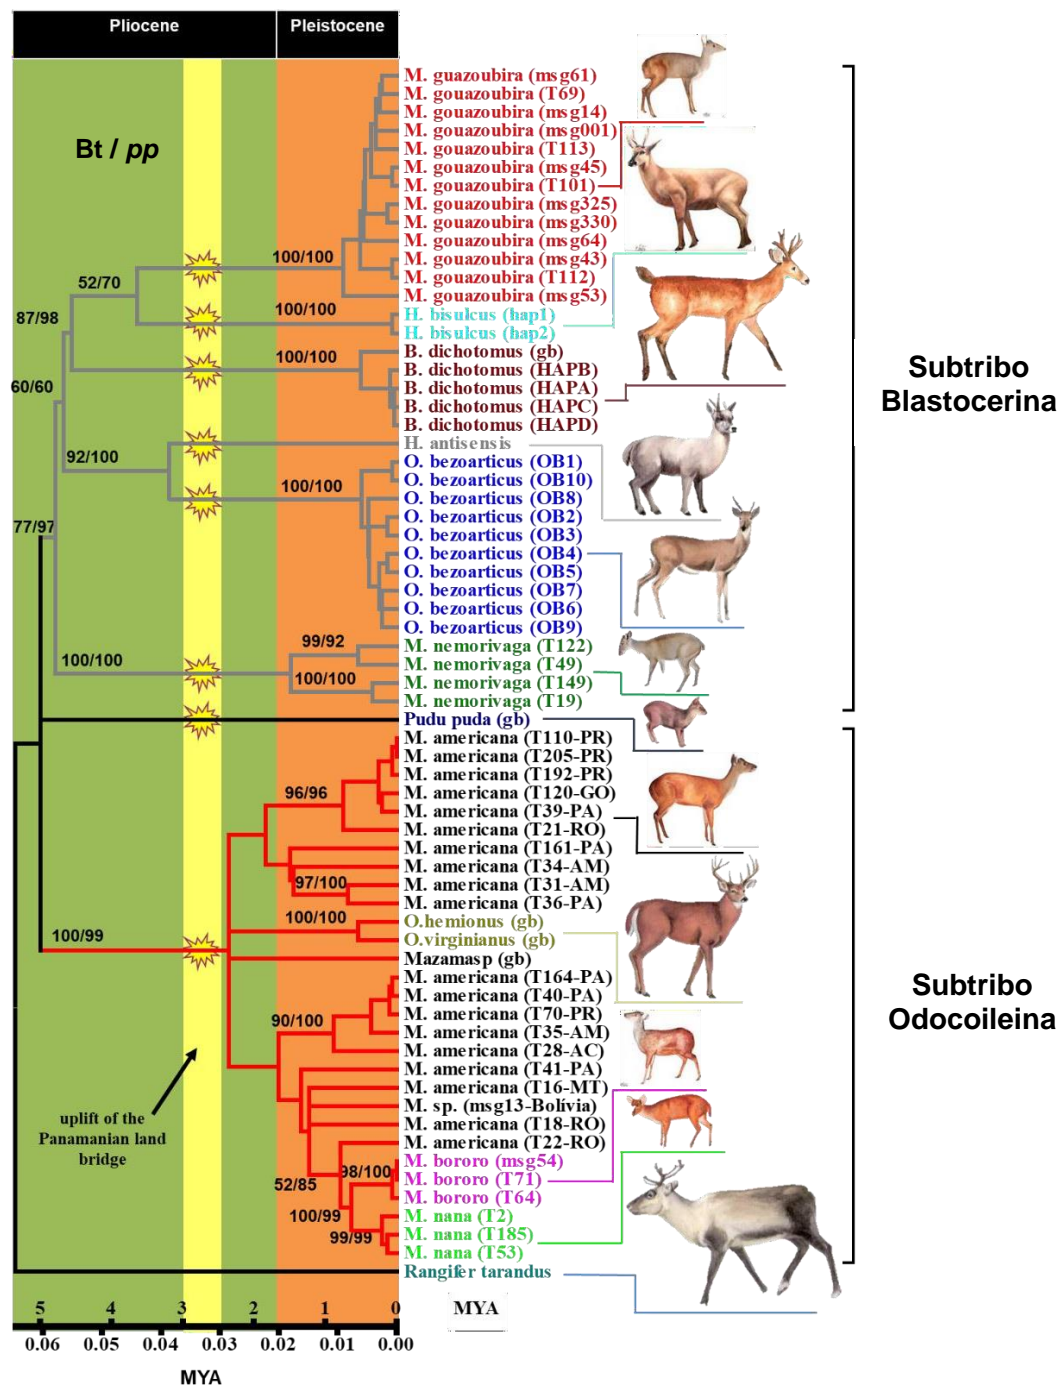 Pliocene
Pleistocene
Bt / pp
M. guazoubira (msg61)
M. gouazoubira (T69)
M. gouazoubira (msg14)
M. gouazoubira (msg001)
M. gouazoubira (T113)
M. gouazoubira (msg45)
M. gouazoubira (T101)
M. gouazoubira (msg325)
M. gouazoubira (msg330)
M. gouazoubira (msg64)
M. gouazoubira (msg43)
M. gouazoubira (T112)
M. gouazoubira (msg53)
H. bisulcus (hap1)
H. bisulcus (hap2)
B. dichotomus (gb)
B. dichotomus (HAPB)
B. dichotomus (HAPA)
B. dichotomus (HAPC)
B. dichotomus (HAPD)
H. antisensis
O. bezoarticus (OB1)
O. bezoarticus (OB10)
O. bezoarticus (OB8)
O. bezoarticus (OB2)
O. bezoarticus (OB3)
O. bezoarticus (OB4)
O. bezoarticus (OB5)
O. bezoarticus (OB7)
O. bezoarticus (OB6)
O. bezoarticus (OB9)
M. nemorivaga (T122)
M. nemorivaga (T49)
M. nemorivaga (T149)
M. nemorivaga (T19)
Pudu puda (gb)
M. americana (T110-PR)
M. americana (T205-PR)
M. americana (T192-PR)
M. americana (T120-GO)
M. americana (T39-PA)
M. americana (T21-RO)
M. americana (T161-PA)
M. americana (T34-AM)
M. americana (T31-AM)
M. americana (T36-PA)
O.hemionus (gb)
O.virginianus (gb)
Mazamasp (gb)
M. americana (T164-PA)
M. americana (T40-PA)
M. americana (T70-PR)
M. americana (T35-AM)
M. americana (T28-AC)
M. americana (T41-PA)
M. americana (T16-MT)
M. sp. (msg13-Bolívia)
M. americana (T18-RO)
M. americana (T22-RO)
M. bororo (msg54)
M. bororo (T71)
M. bororo (T64)
M. nana (T2)
M. nana (T185)
M. nana (T53)
Rangifer tarandus
100/100
52/70
87/98
100/100
100/100
60/60
92/100
100/100
77/97
99/92
100/100
100/100
96/96
97/100
100/100
100/99
90/100
98/100
52/85
100/99
99/99
uplift of the
Panamanian land
bridge
Subtribo
Blastocerina
Subtribo
Odocoileina
5 4 3 2 1 0
MYA
0.06 0.05 0.04 0.03 0.02 0.01 0.00
MYA